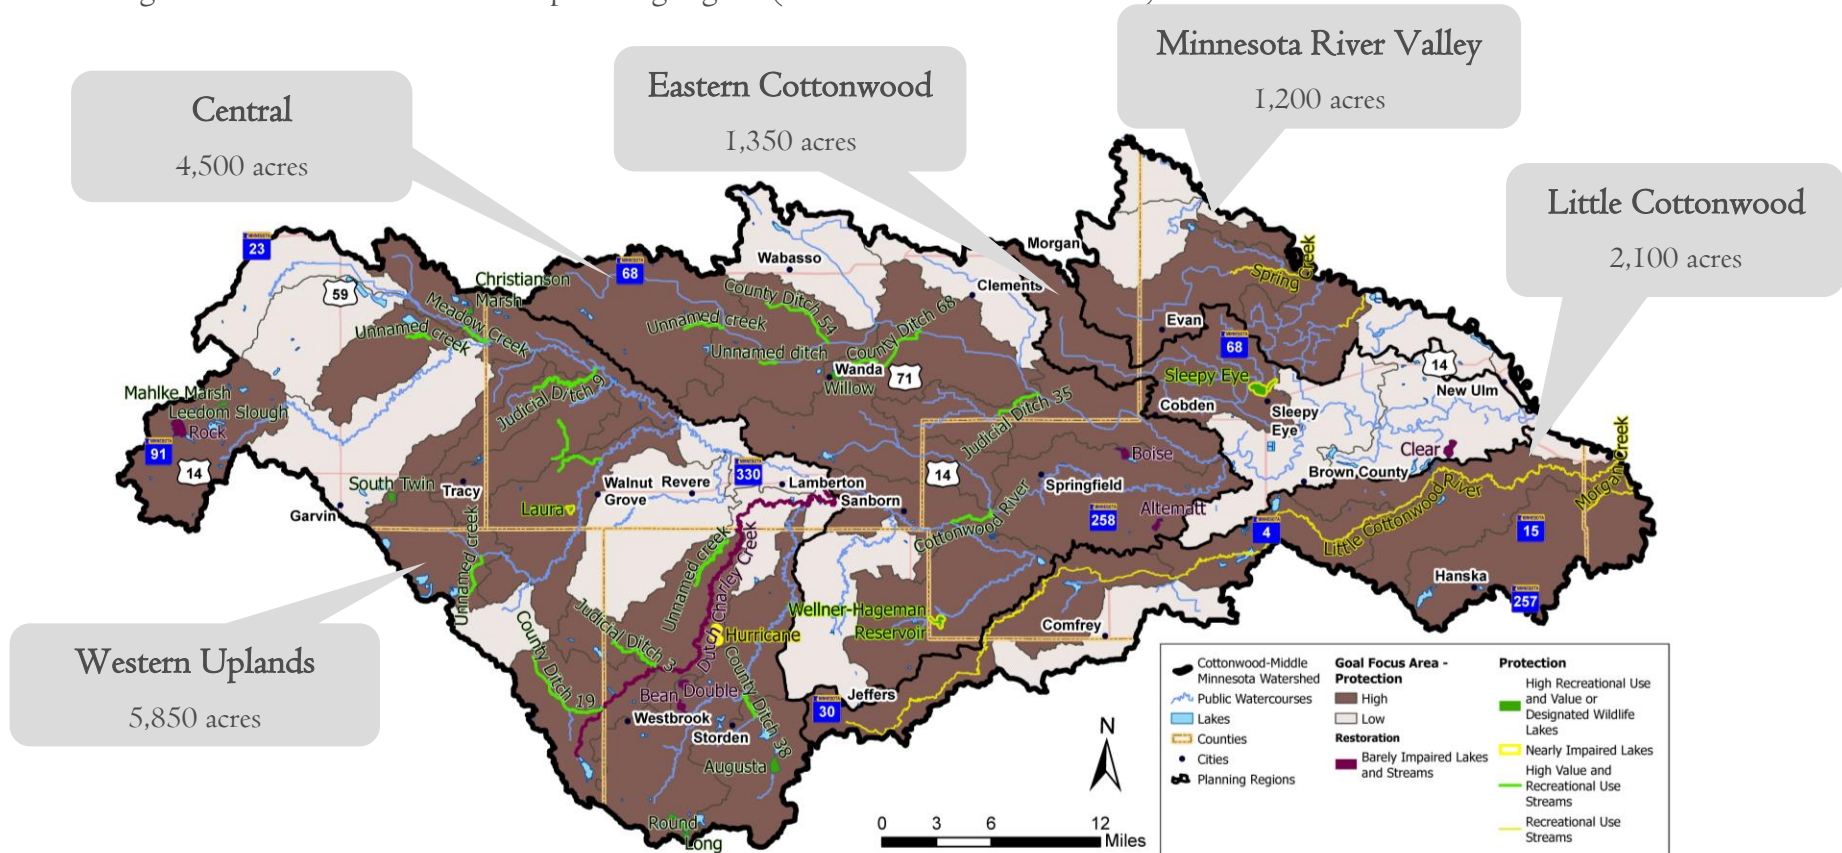 Minnesota River Valley
1,200 acres
Eastern Cottonwood
1,350 acres
Central
4,500 acres
Little Cottonwood
2,100 acres
Western Uplands
5,850 acres
23
59
68
Christianson
Marsh
Meadow Creek
Unnamed creek
Wabasso
County Ditch 54
Unnamed creek
Unnamed ditch
County Ditch 68
Clements
Morgan
Wanda
Willow
71
Evan
68
Spring Creek
Sleepy Eye
Cobden
Sleepy
Eye
14
New Ulm
Mahlke Marsh
Leedom Slough
Rock
91
14
Judicial Ditch 9
Judicial Ditch 35
South Twin
Tracy
Garvin
Laura
Walnut
Grove
Revere
330
Lamberton
Sanborn
14
Springfield
Boise
Altermatt
258
Brown County
Clear
Morgan Creek
4
15
Little Cottonwood River
Cottonwood River
Hanska
257
Unnamed creek
Unnamed creek
Dutch Charley Creek
Judicial Ditch 3
County Ditch 19
Hurricane
Wellner-Hageman
Reservoir
Comfrey
Bean
Double
County Ditch 38
Westbrook
Storden
Augusta
Jeffers
30
Round
Long
N
0 3 6 12
Miles
Cottonwood-Middle
Minnesota Watershed
Public Watercourses
Lakes
Counties
Cities
Planning Regions
Goal Focus Area -
Protection
High
Low
Restoration
Barely Impaired Lakes
and Streams
Protection
High Recreational Use
and Value or
Designated Wildlife
Lakes
Nearly Impaired Lakes
High Value and
Recreational Use
Streams
Recreational Use
Streams